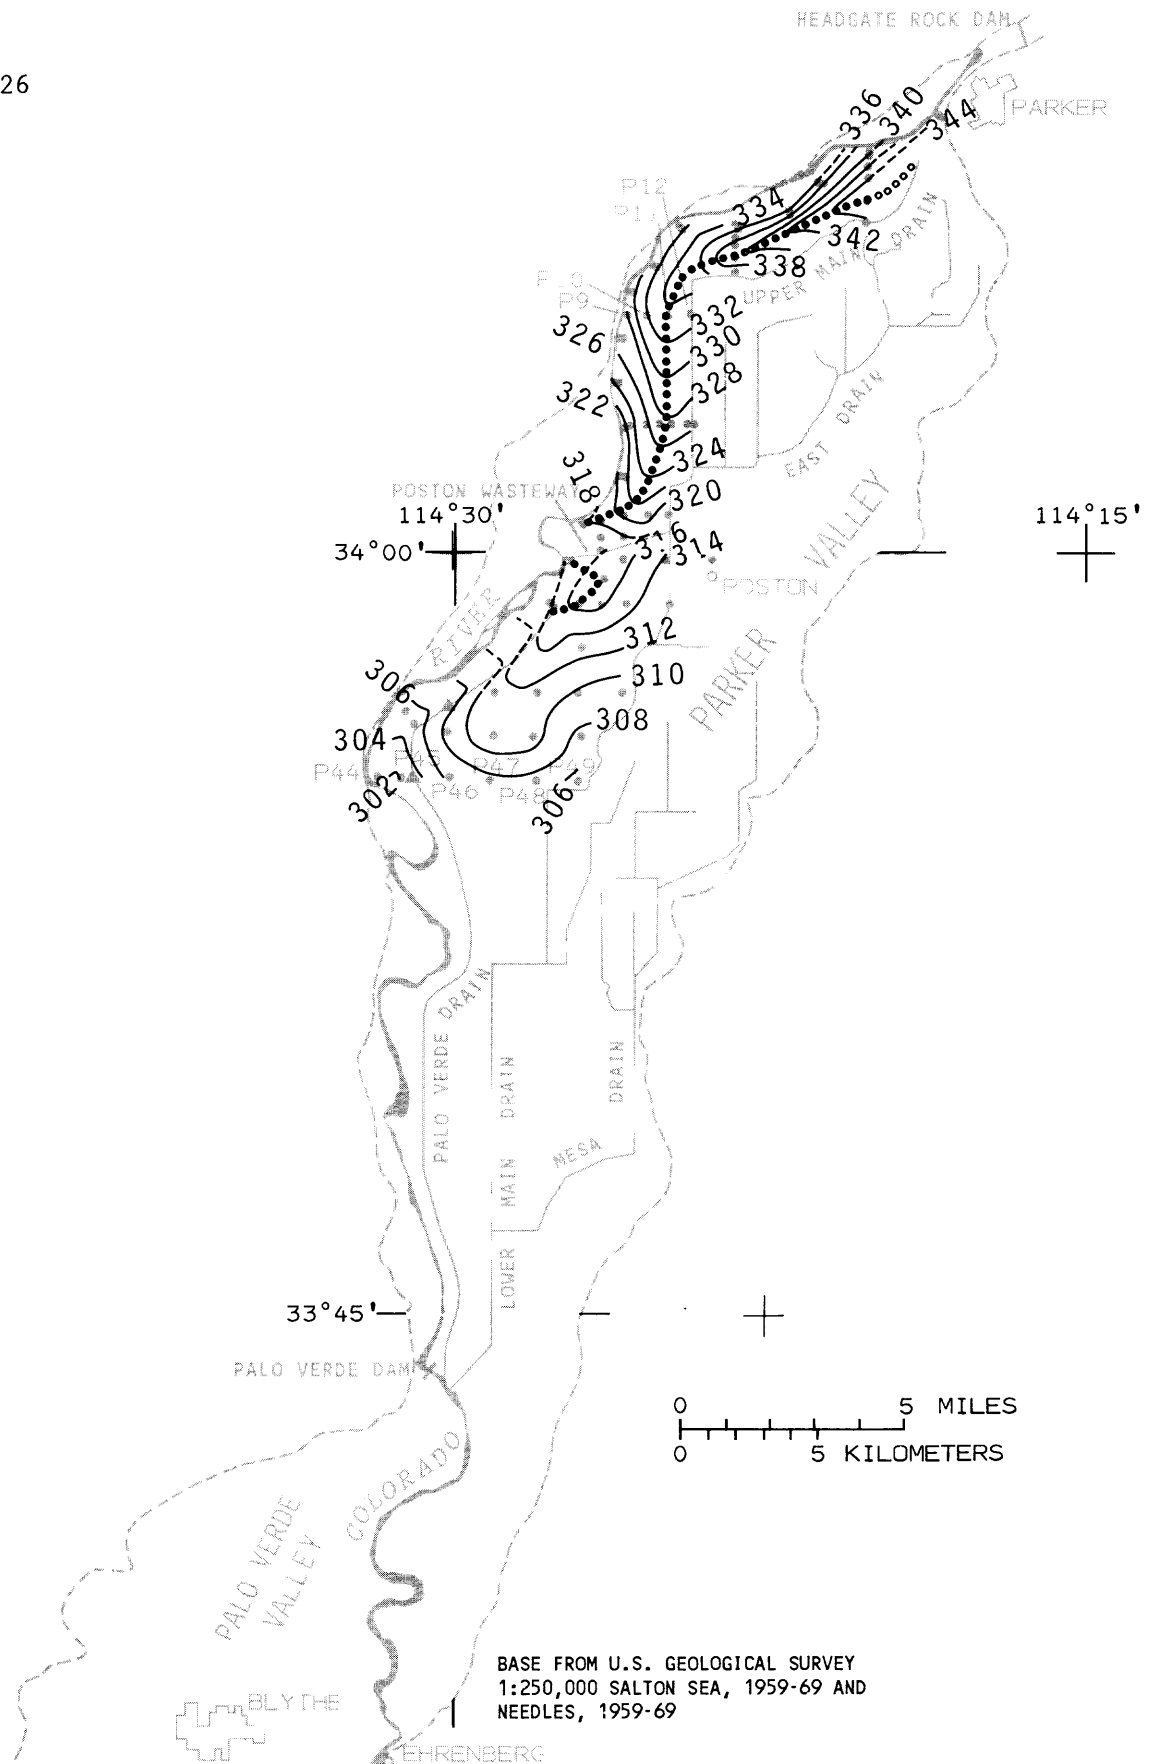 HEADGATE ROCK DAM
26
336
340
344
PARKER
P12
334
342
338
UPPER MAIN DRAIN
P9
332
326
330
328
322
EAST DRAIN
324
318
320
POSTON WASTEWAY
114°30'
114°15'
34°00'
316
314
VALLEY
POSTON
RIVER
312
PARKER
306
310
308
304
P44
P45
P47
P49
P46
P48
302
306
PALO VERDE DRAIN
LOWER MAIN DRAIN
DRAIN
MESA
33°45'
PALO VERDE DAM
0 5 MILES
0 5 KILOMETERS
COLORADO
PALO VERDE
VALLEY
BASE FROM U.S. GEOLOGICAL SURVEY
1:250,000 SALTON SEA, 1959-69 AND
NEEDLES, 1959-69
BLYTHE
EHRENBERG